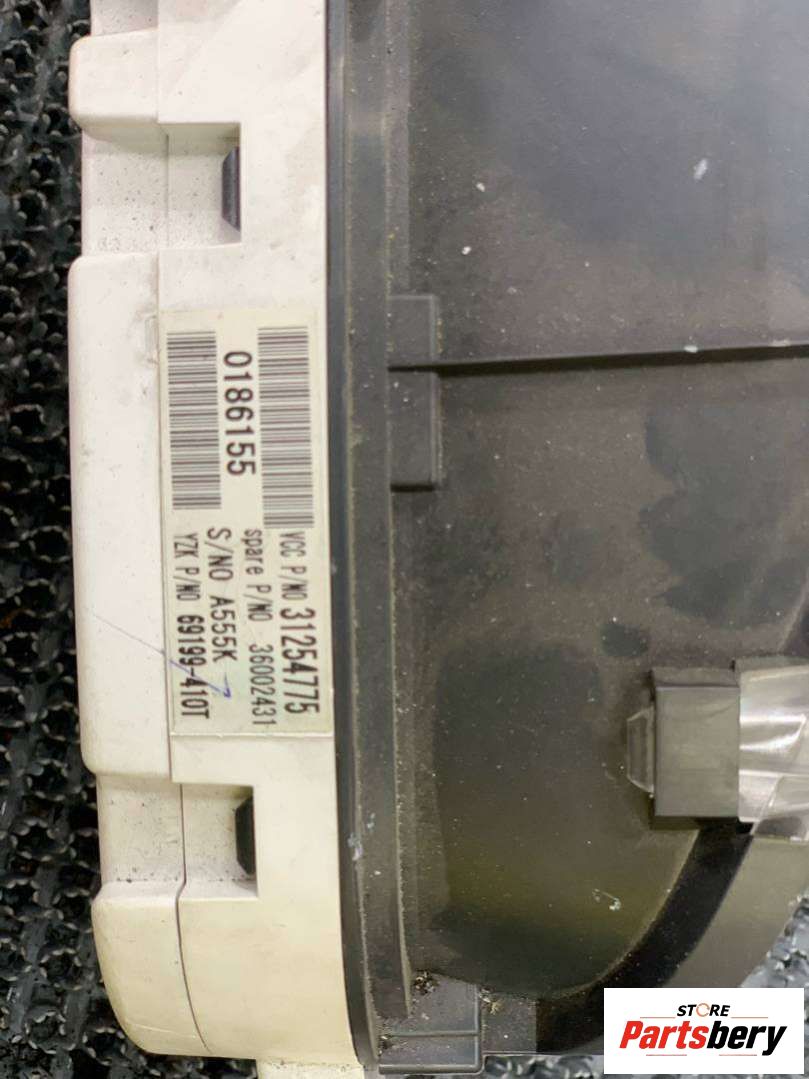 0186155
VCC P/NO 31254775
spare P/NO 36002431
S/NO A555K
YZK P/NO 69199-410T
STORE
Partsbery